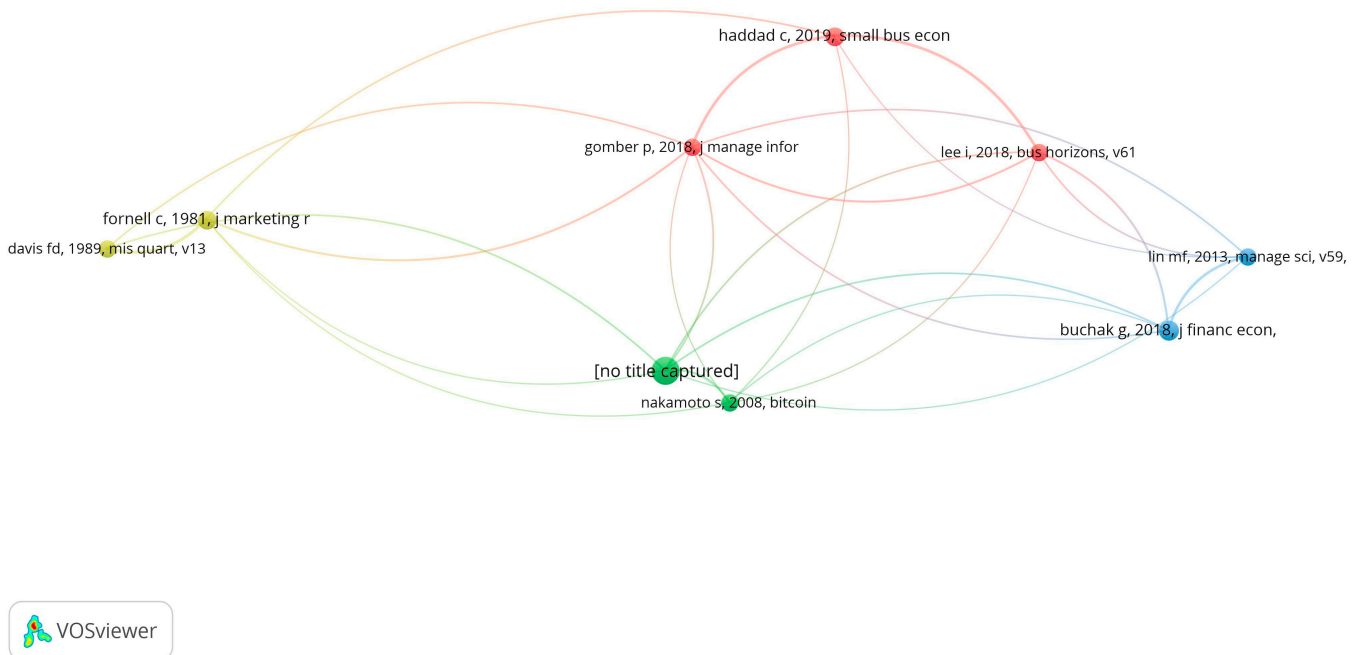 haddad c, 2019, small bus econ
gomber p, 2018, j manage infor
lee i, 2018, bus horizons, v61
fornell c, 1981, j marketing r
davis fd, 1989, mis quart, v13
lin mf, 2013, manage sci, v59,
buchak g, 2018, j financ econ,
[no title captured]
nakamoto s, 2008, bitcoin
VOSviewer